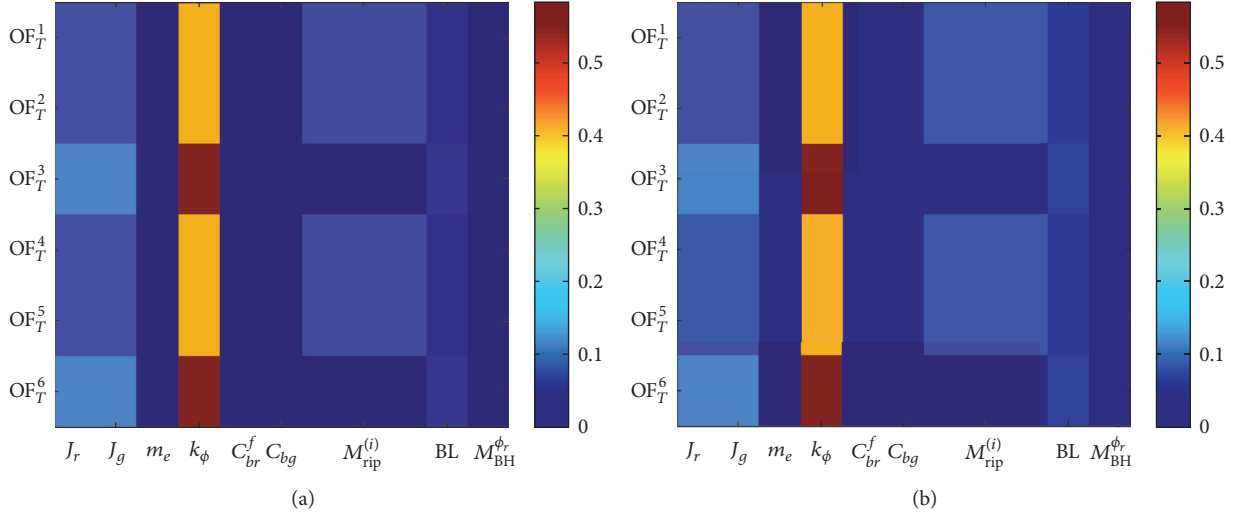 OF_T^1
OF_T^2
OF_T^3
OF_T^4
OF_T^5
OF_T^6
J_r J_g m_e k_ϕ C_br^f C_bg M_rip^(i) BL M_BH^ϕ_r
0.5
0.4
0.3
0.2
0.1
0
(a)
OF_T^1
OF_T^2
OF_T^3
OF_T^4
OF_T^5
OF_T^6
J_r J_g m_e k_ϕ C_br^f C_bg M_rip^(i) BL M_BH^ϕ_r
0.5
0.4
0.3
0.2
0.1
0
(b)